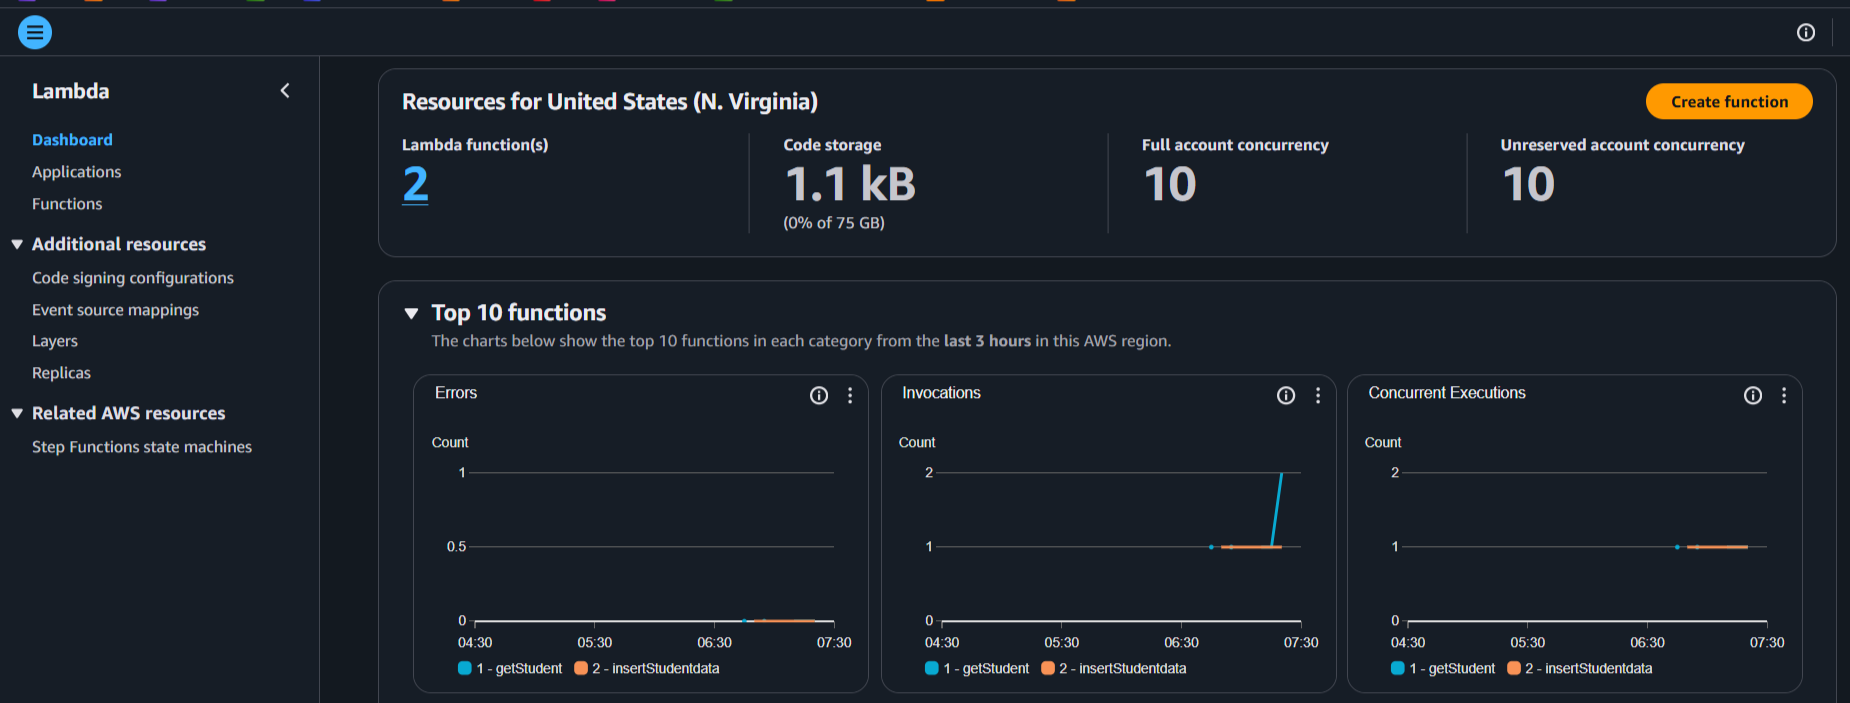 Lambda
Dashboard
Applications
Functions
Additional resources
Code signing configurations
Event source mappings
Layers
Replicas
Related AWS resources
Step Functions state machines
Resources for United States (N. Virginia)
Create function
Lambda function(s)
2
Code storage
1.1 kB
(0% of 75 GB)
Full account concurrency
10
Unreserved account concurrency
10
Top 10 functions
The charts below show the top 10 functions in each category from the last 3 hours in this AWS region.
Errors
Count
1
0.5
0
04:30 05:30 06:30 07:30
1 - getStudent 2 - insertStudentdata
Invocations
Count
2
1
0
04:30 05:30 06:30 07:30
1 - getStudent 2 - insertStudentdata
Concurrent Executions
Count
2
1
0
04:30 05:30 06:30 07:30
1 - getStudent 2 - insertStudentdata